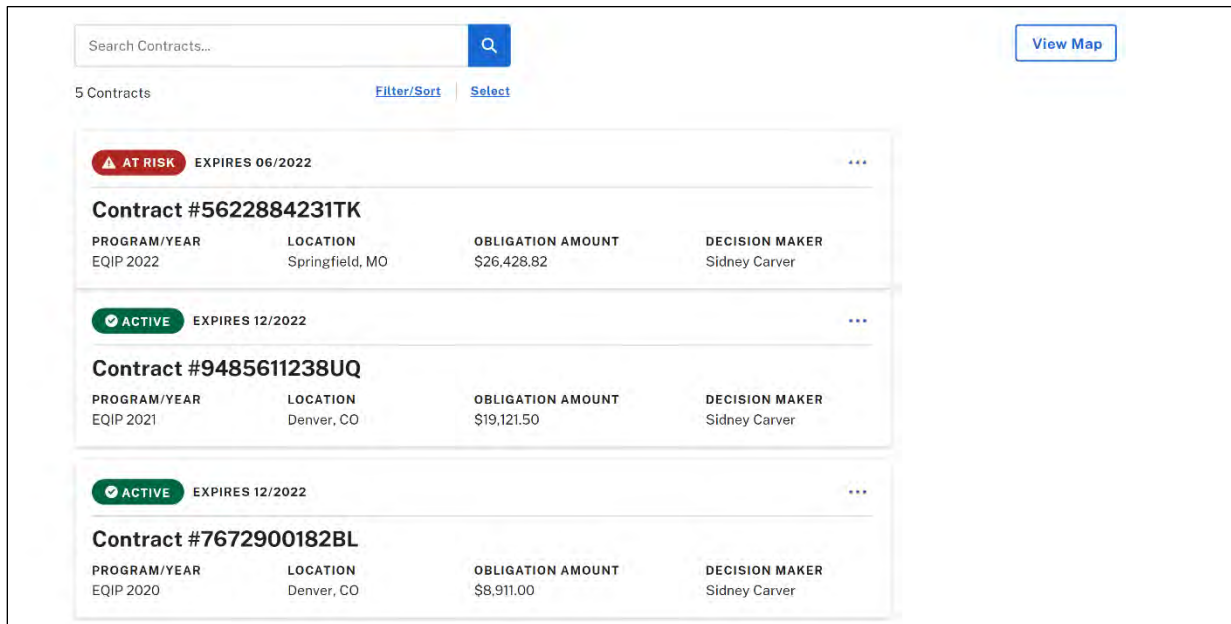 Search Contracts...
View Map
5 Contracts
Filter/Sort
Select
AT RISK EXPIRES 06/2022
Contract #5622884231TK
PROGRAM/YEAR LOCATION OBLIGATION AMOUNT DECISION MAKER
EQIP 2022 Springfield, MO $26,428.82 Sidney Carver
ACTIVE EXPIRES 12/2022
Contract #9485611238UQ
PROGRAM/YEAR LOCATION OBLIGATION AMOUNT DECISION MAKER
EQIP 2021 Denver, CO $19,121.50 Sidney Carver
ACTIVE EXPIRES 12/2022
Contract #7672900182BL
PROGRAM/YEAR LOCATION OBLIGATION AMOUNT DECISION MAKER
EQIP 2020 Denver, CO $8,911.00 Sidney Carver